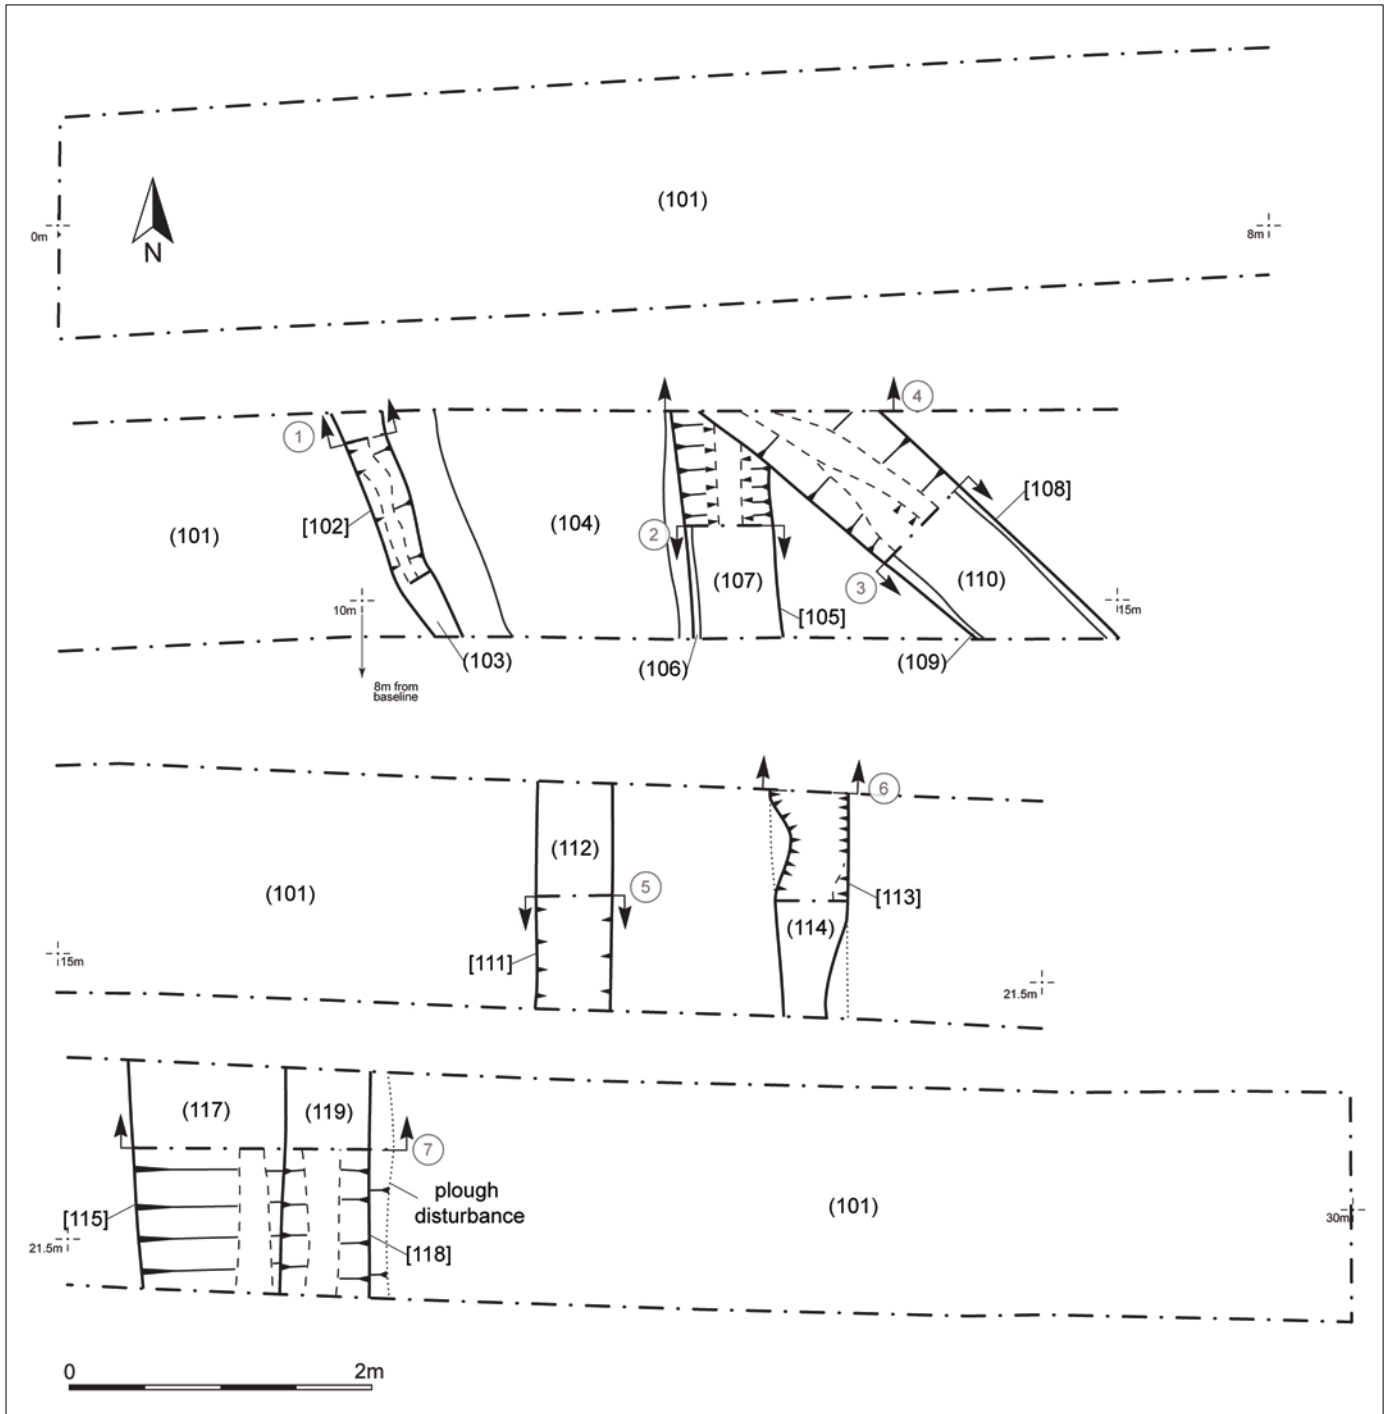 (101)
0m
N
8m
1
4
[102]
(101)
(104)
2
(107)
3
(110)
[108]
10m
[105]
15m
(103)
(106)
(109)
8m from
baseline
6
(112)
5
(101)
[113]
(114)
[111]
15m
21.5m
(117)
(119)
7
plough
disturbance
(101)
[115]
30m
21.5m
[118]
0
2m